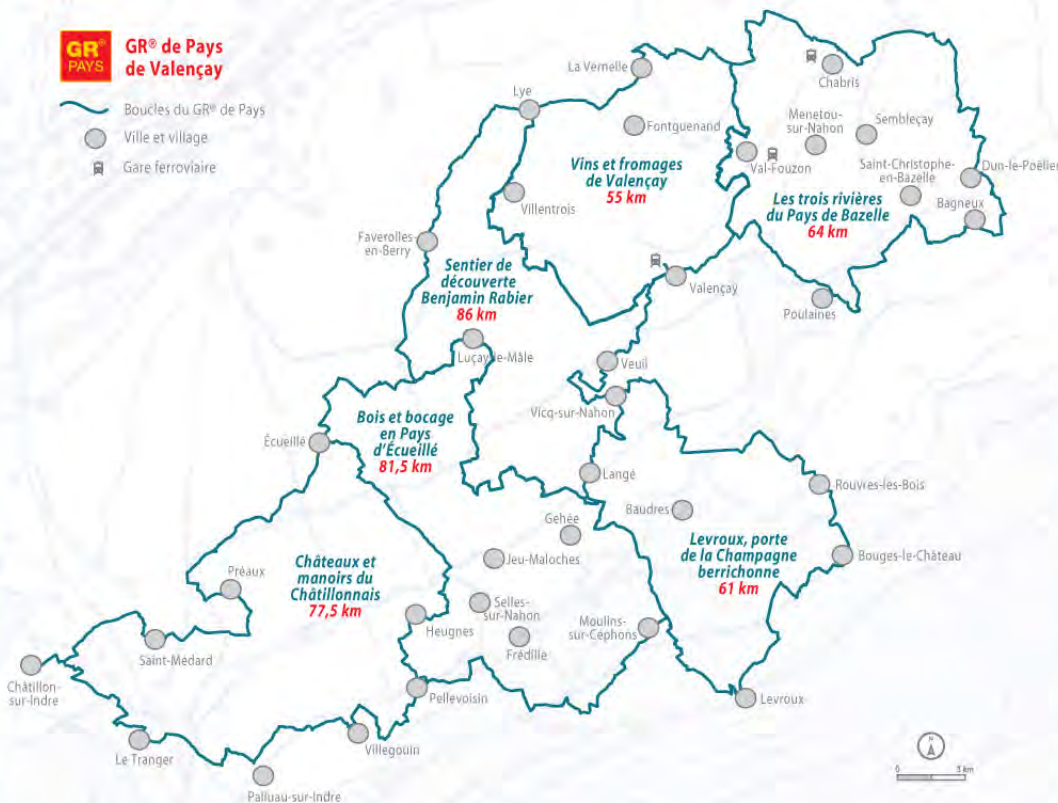 GR®
PAYS
GR® de Pays
de Valençay
Boucles du GR® de Pays
Ville et village
Gare ferroviaire
La Vernelle
Chabris
Lye
Fontguenand
Menetou-
sur-Nahon
Sembleçay
Val-Fouzon
Saint-Christophe-
en-Bazelle
Dun-le-Poëlier
Vins et fromages
de Valençay
55 km
Villentrois
Les trois rivières
du Pays de Bazelle
64 km
Bagneux
Faverolles-
en-Berry
Sentier de
découverte
Benjamin Rabier
86 km
Valençay
Poulaines
Luçay-le-Mâle
Veuil
Vicq-sur-Nahon
Bois et bocage
en Pays
d'Écueillé
81,5 km
Écueillé
Langé
Rouvres-les-Bois
Baudres
Gehée
Levroux, porte
de la Champagne
berrichonne
61 km
Bouges-le-Château
Jeu-Maloches
Châteaux et
manoirs du
Châtillonnais
77,5 km
Préaux
Selles-
sur-Nahon
Heugnes
Moulins-
sur-Céphons
Frédille
Saint-Médard
Châtillon-
sur-Indre
Pellevoisin
Levroux
Le Tranger
Villegouin
Palluau-sur-Indre
N
0 3 km